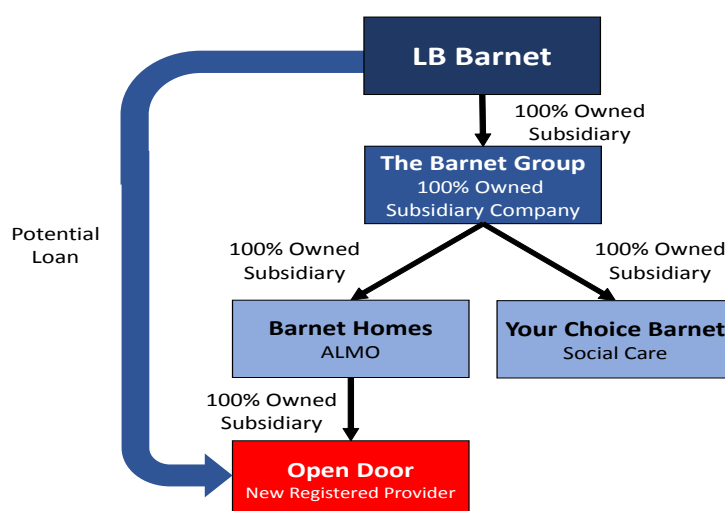 LB Barnet
100% Owned
Subsidiary
The Barnet Group
100% Owned
Subsidiary Company
Potential
Loan
100% Owned
Subsidiary
100% Owned
Subsidiary
Barnet Homes
ALMO
Your Choice Barnet
Social Care
100% Owned
Subsidiary
Open Door
New Registered Provider